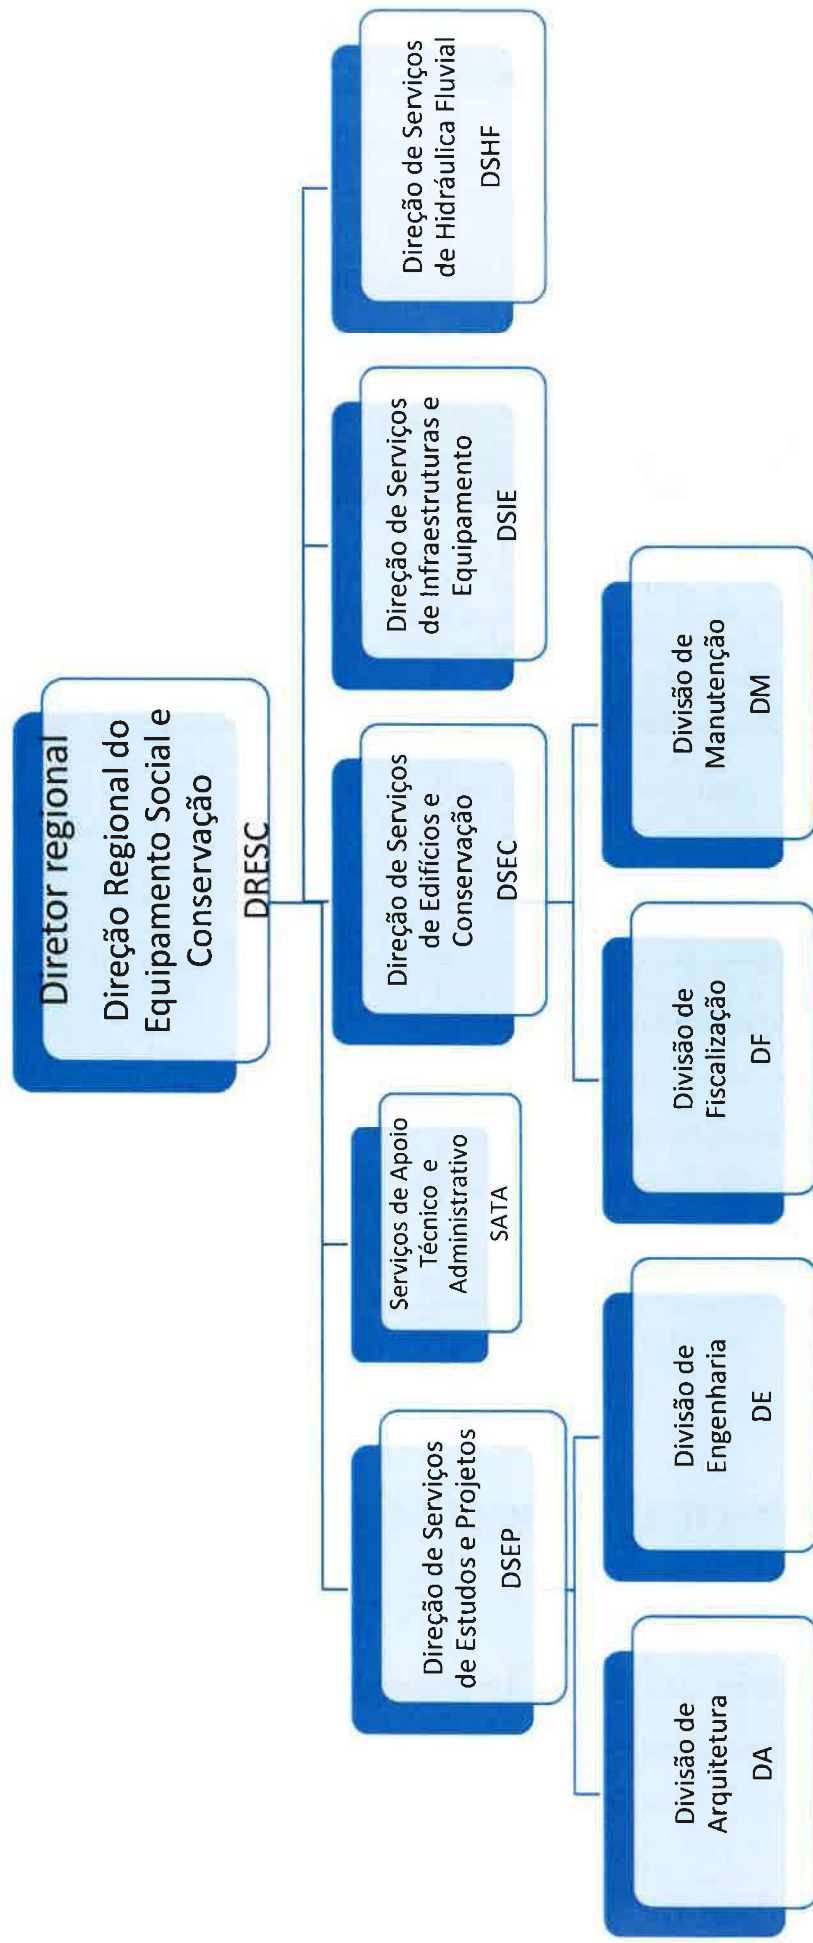 Diretor regional
Direção Regional do
Equipamento Social e
Conservação
DRESC
Direção de Serviços
de Estudos e Projetos
DSEP
Serviços de Apoio
Técnico e
Administrativo
SATA
Direção de Serviços
de Edifícios e
Conservação
DSEC
Direção de Serviços
de Infraestruturas e
Equipamento
DSIE
Direção de Serviços
de Hidráulica Fluvial
DSHF
Divisão de
Arquitetura
DA
Divisão de
Engenharia
DE
Divisão de
Fiscalização
DF
Divisão de
Manutenção
DM